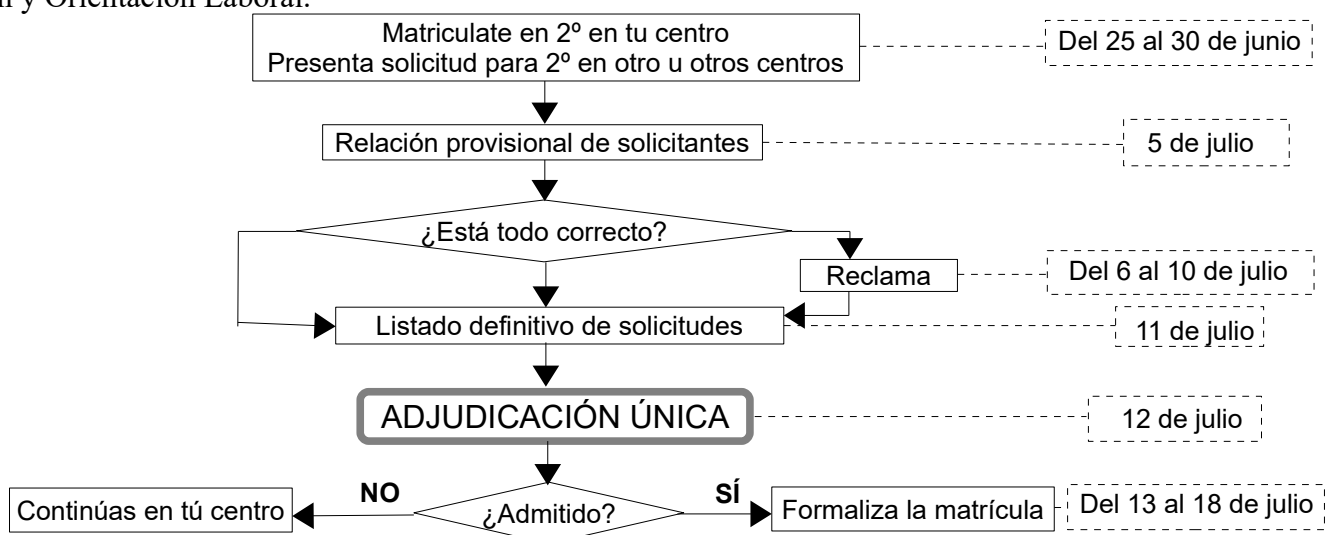 y Orientación Laboral.
Matriculate en 2º en tu centro
Presenta solicitud para 2º en otro u otros centros
Del 25 al 30 de junio
Relación provisional de solicitantes
5 de julio
¿Está todo correcto?
Reclama
Del 6 al 10 de julio
Listado definitivo de solicitudes
11 de julio
ADJUDICACIÓN ÚNICA
12 de julio
NO
SÍ
Continúas en tú centro
¿Admitido?
Formaliza la matrícula
Del 13 al 18 de julio